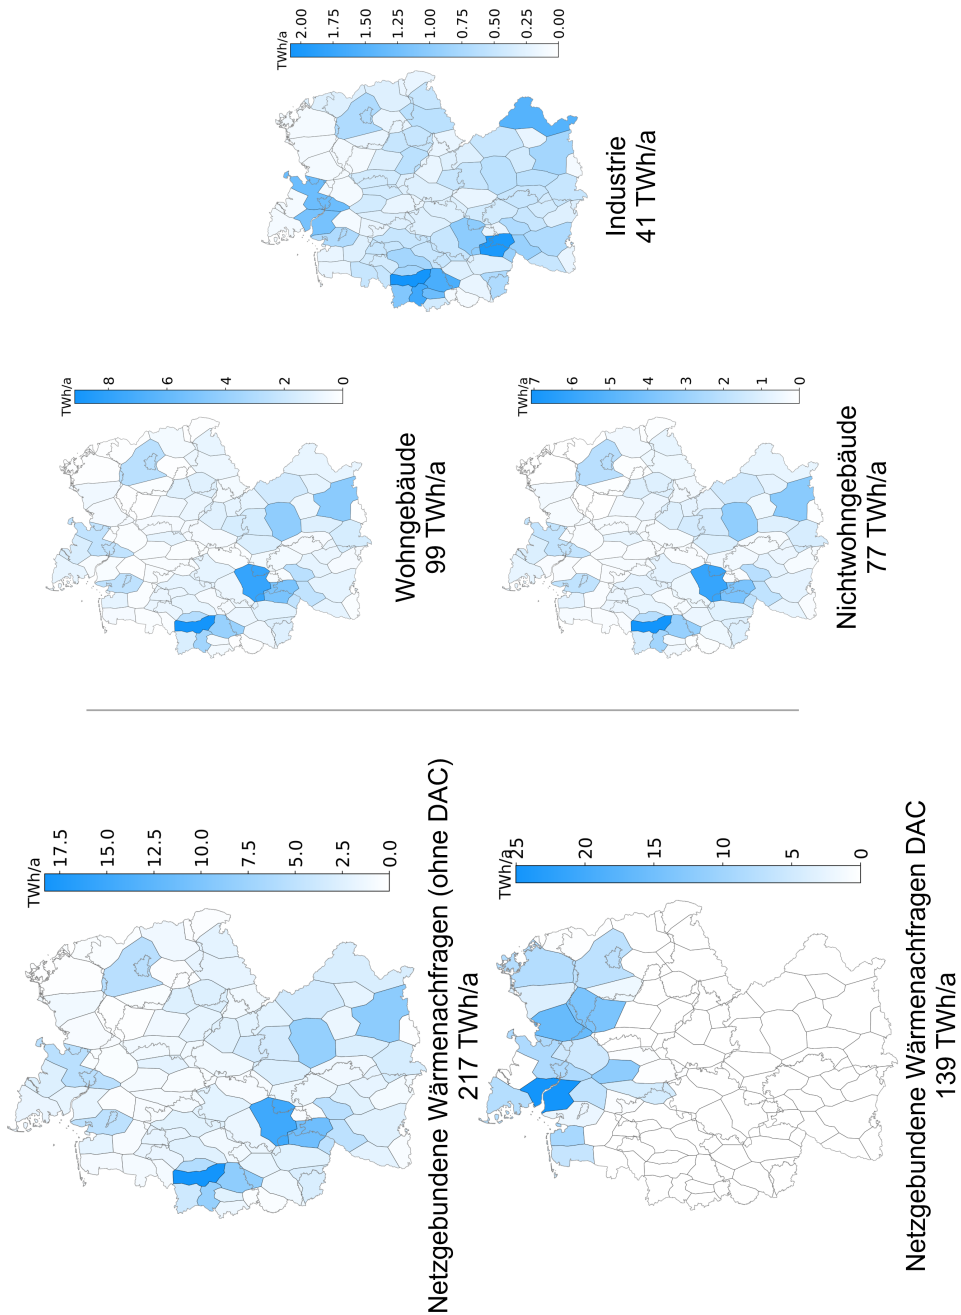 TWh/a
17.5
15.0
12.5
10.0
7.5
5.0
2.5
0.0
Netzgebundene Wärmenachfragen (ohne DAC)
217 TWh/a
TWh/a
25
20
15
10
5
0
Netzgebundene Wärmenachfragen DAC
139 TWh/a
TWh/a
8
6
4
2
0
Wohngebäude
99 TWh/a
TWh/a
7
6
5
4
3
2
1
0
Nichtwohngebäude
77 TWh/a
TWh/a
2.00
1.75
1.50
1.25
1.00
0.75
0.50
0.25
0.00
Industrie
41 TWh/a